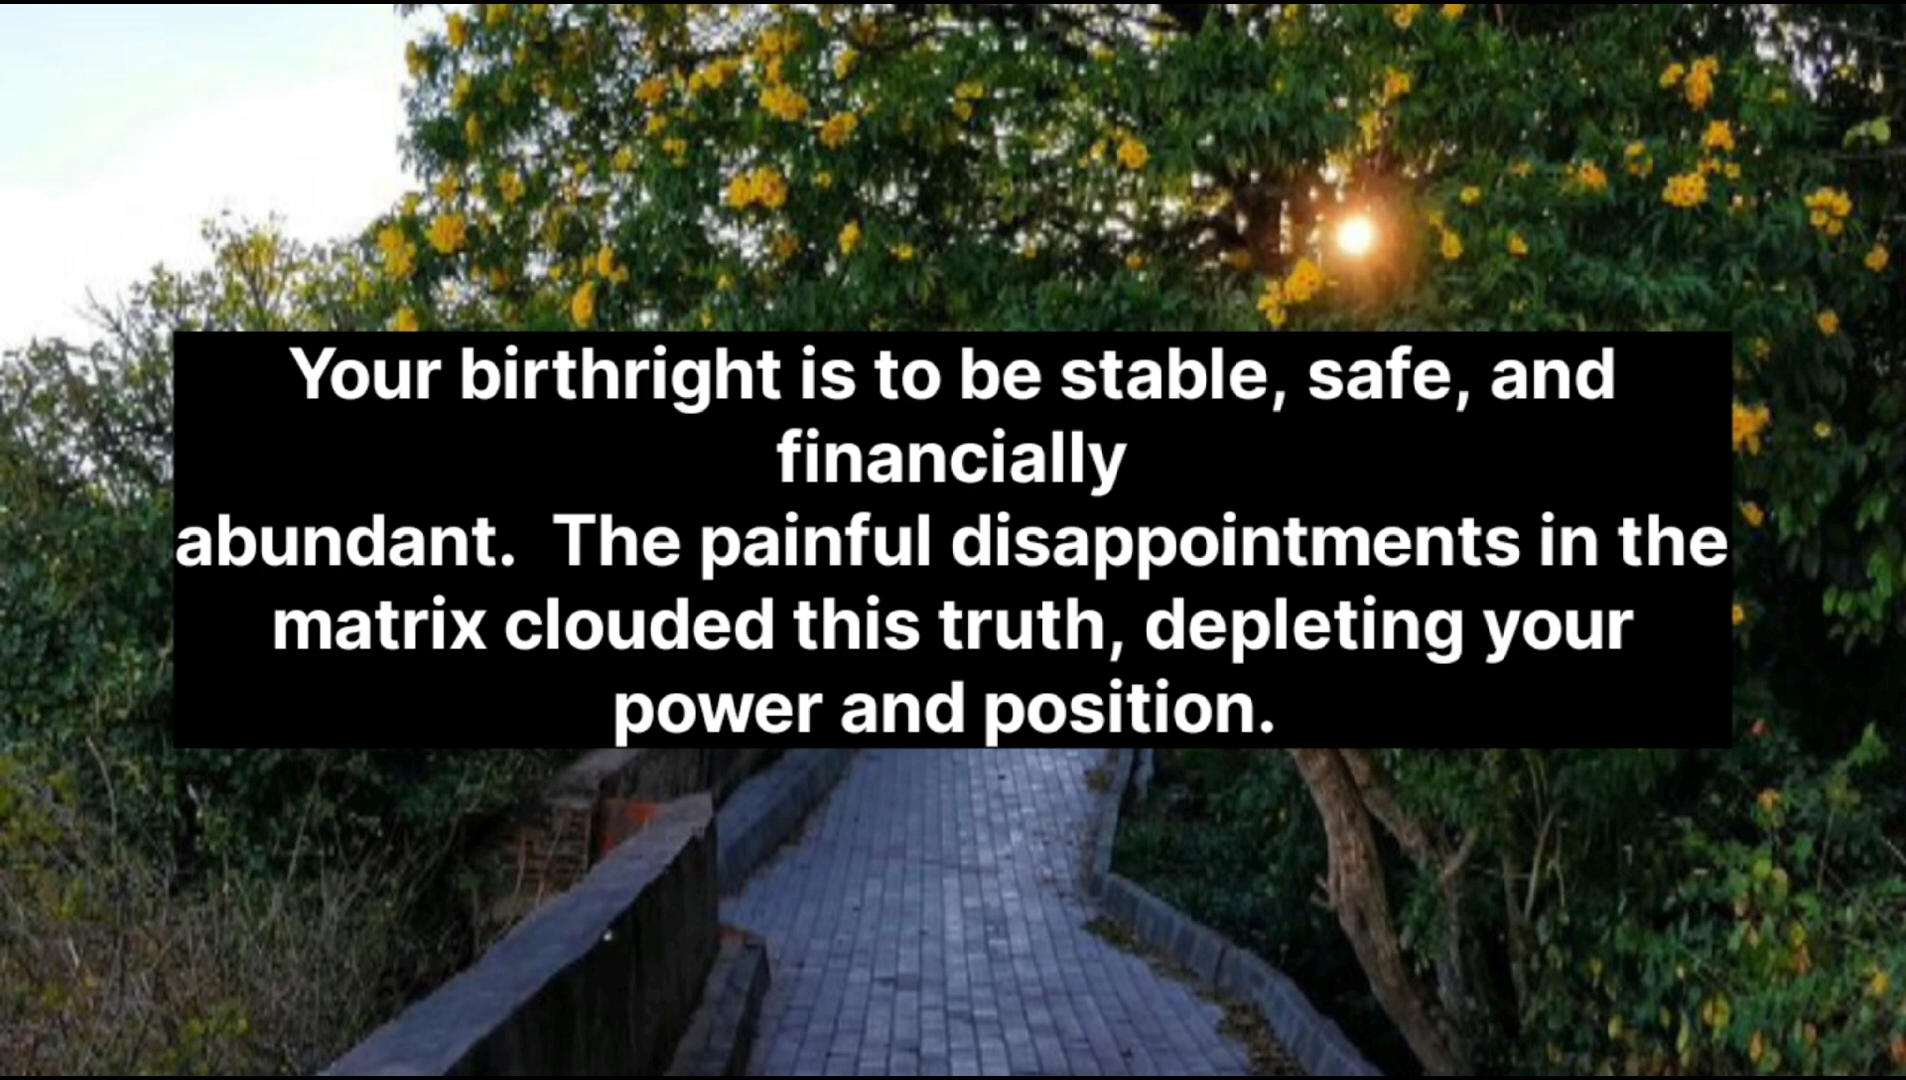 Your birthright is to be stable, safe, and
financially
abundant.  The painful disappointments in the
matrix clouded this truth, depleting your
power and position.